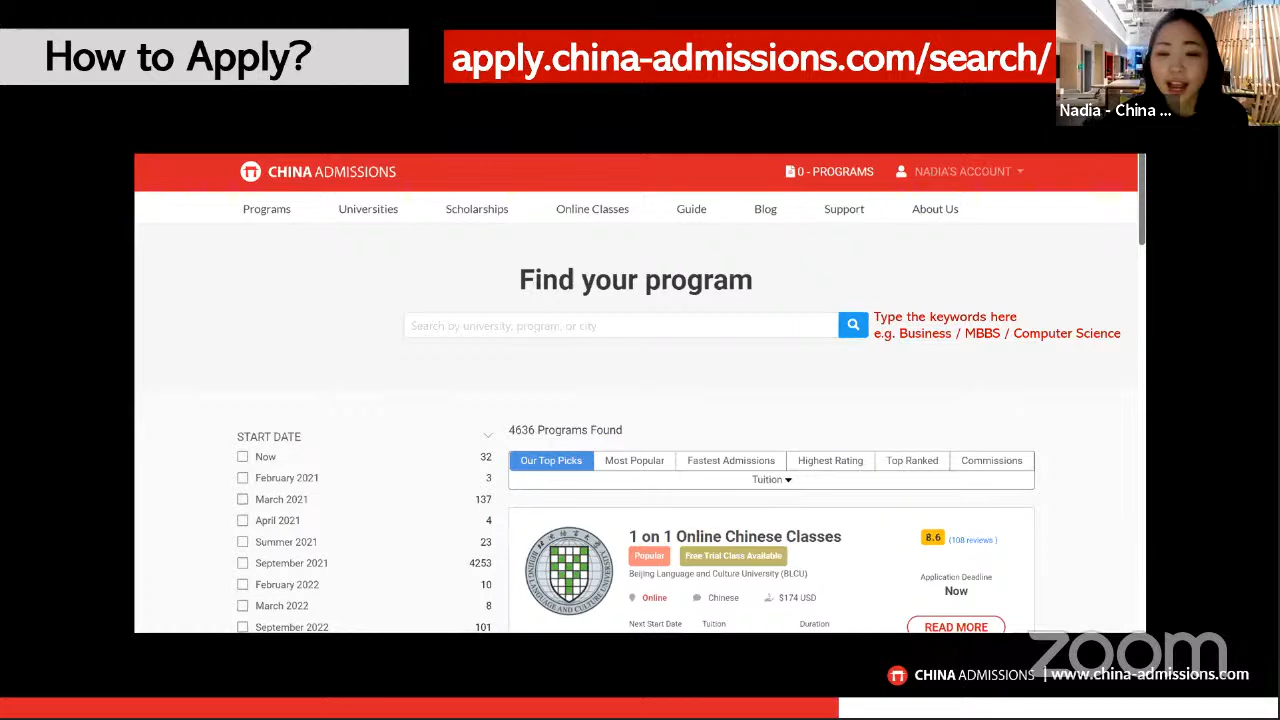 How to Apply?
apply.china-admissions.com/search/
Nadia - China ...
CHINA ADMISSIONS
0 - PROGRAMS
NADIA'S ACCOUNT
Programs
Universities
Scholarships
Online Classes
Guide
Blog
Support
About Us
Find your program
Search by university, program, or city
Type the keywords here
e.g. Business / MBBS / Computer Science
START DATE
Now 32
February 2021 3
March 2021 137
April 2021 4
Summer 2021 23
September 2021 4253
February 2022 10
March 2022 8
September 2022 101
4636 Programs Found
Our Top Picks
Most Popular
Fastest Admissions
Highest Rating
Top Ranked
Commissions
Tuition
1 on 1 Online Chinese Classes
Popular
Free Trial Class Available
Beijing Language and Culture University (BLCU)
Online
Chinese
$174 USD
Next Start Date
Tuition
Duration
8.6 (108 reviews)
Application Deadline
Now
READ MORE
zoom
CHINA ADMISSIONS | www.china-admissions.com